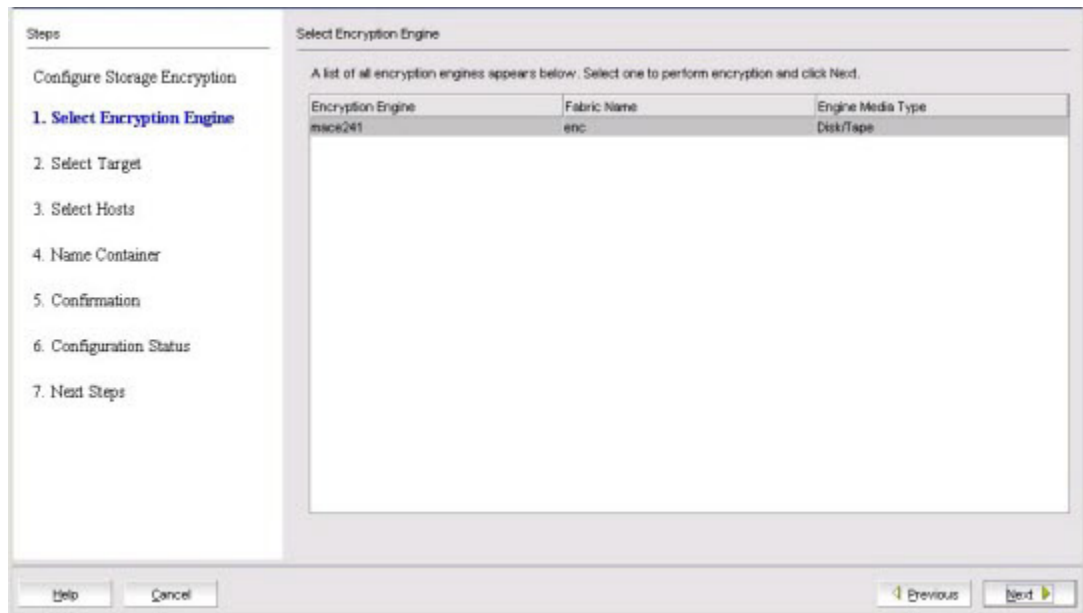 Steps
Configure Storage Encryption
1. Select Encryption Engine
2. Select Target
3. Select Hosts
4. Name Container
5. Confirmation
6. Configuration Status
7. Next Steps
Select Encryption Engine
A list of all encryption engines appears below. Select one to perform encryption and click Next.
Encryption Engine Fabric Name Engine Media Type
mace241 enc Disk/Tape
Help Cancel Previous Next